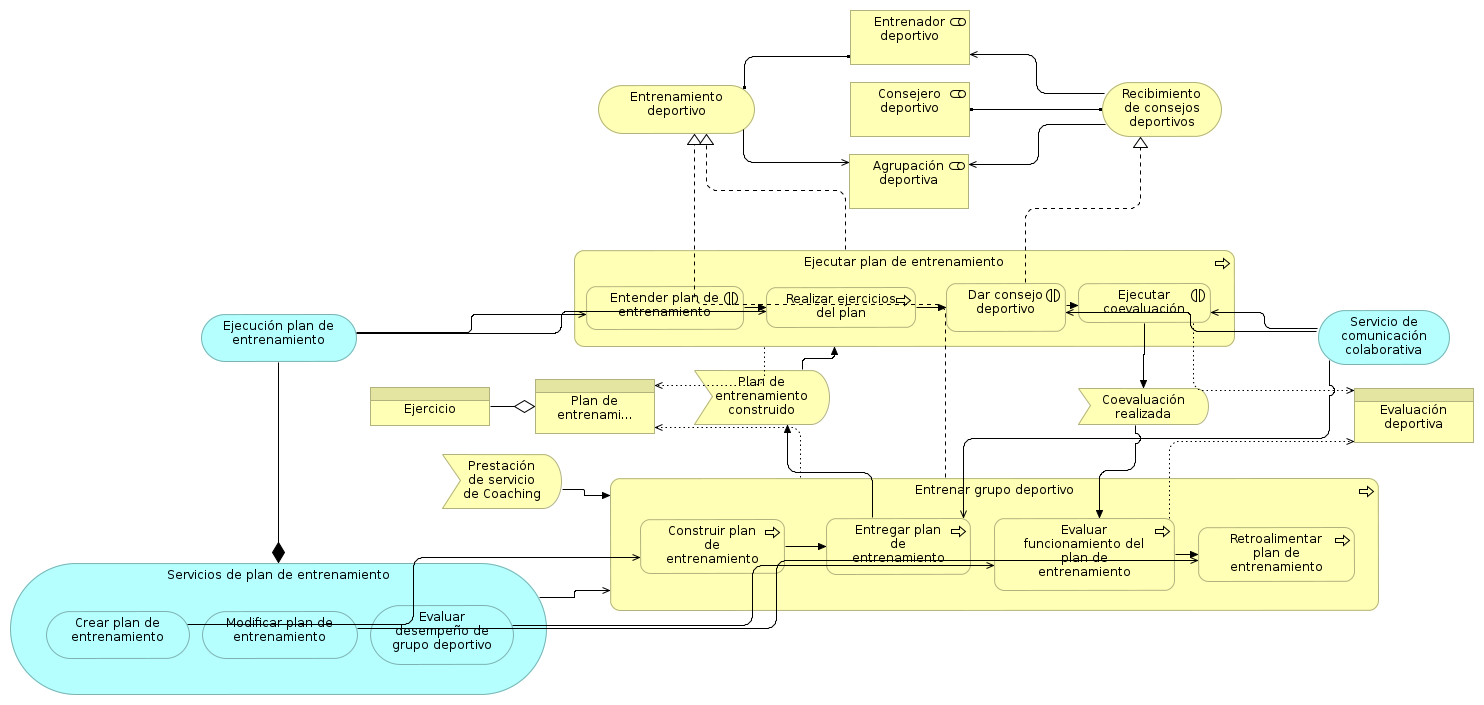 Entrenador
deportivo
Entrenamiento
deportivo
Consejero
deportivo
Recibimiento
de consejos
deportivos
Agrupación
deportiva
Ejecutar plan de entrenamiento
Entender plan de
entrenamiento
Realizar ejercicios
del plan
Dar consejo
deportivo
Ejecutar
coevaluación
Ejecución plan de
entrenamiento
Servicio de
comunicación
colaborativa
Ejercicio
Plan de
entrenami...
Plan de
entrenamiento
construido
Coevaluación
realizada
Evaluación
deportiva
Prestación
de servicio
de Coaching
Entrenar grupo deportivo
Construir plan
de
entrenamiento
Entregar plan
de
entrenamiento
Evaluar
funcionamiento del
plan de
entrenamiento
Retroalimentar
plan de
entrenamiento
Servicios de plan de entrenamiento
Crear plan de
entrenamiento
Modificar plan de
entrenamiento
Evaluar
desempeño de
grupo deportivo